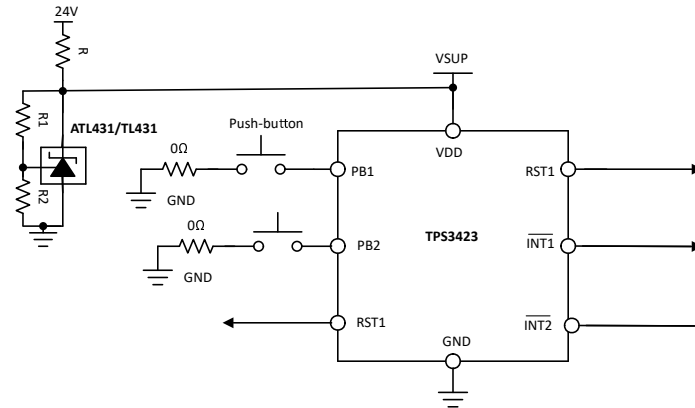 24V
R
VSUP
R1
ATL431/TL431
Push-button
0Ω
VDD
PB1
RST1
R2
GND
0Ω
TPS3423
INT1
PB2
GND
RST1
GND
INT2